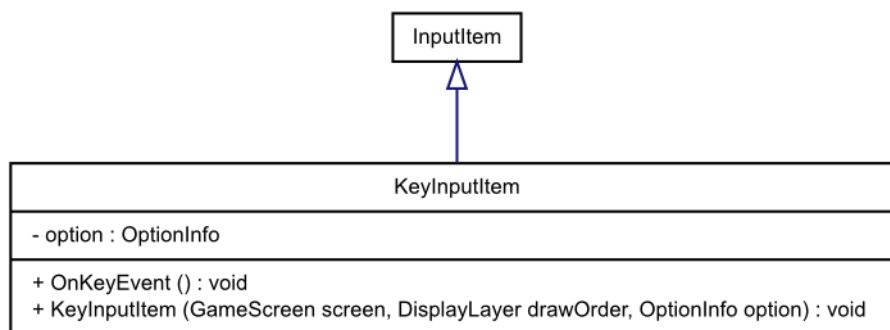 InputItem
KeyInputItem
- option : OptionInfo
+ OnKeyEvent () : void
+ KeyInputItem (GameScreen screen, DisplayLayer drawOrder, OptionInfo option) : void